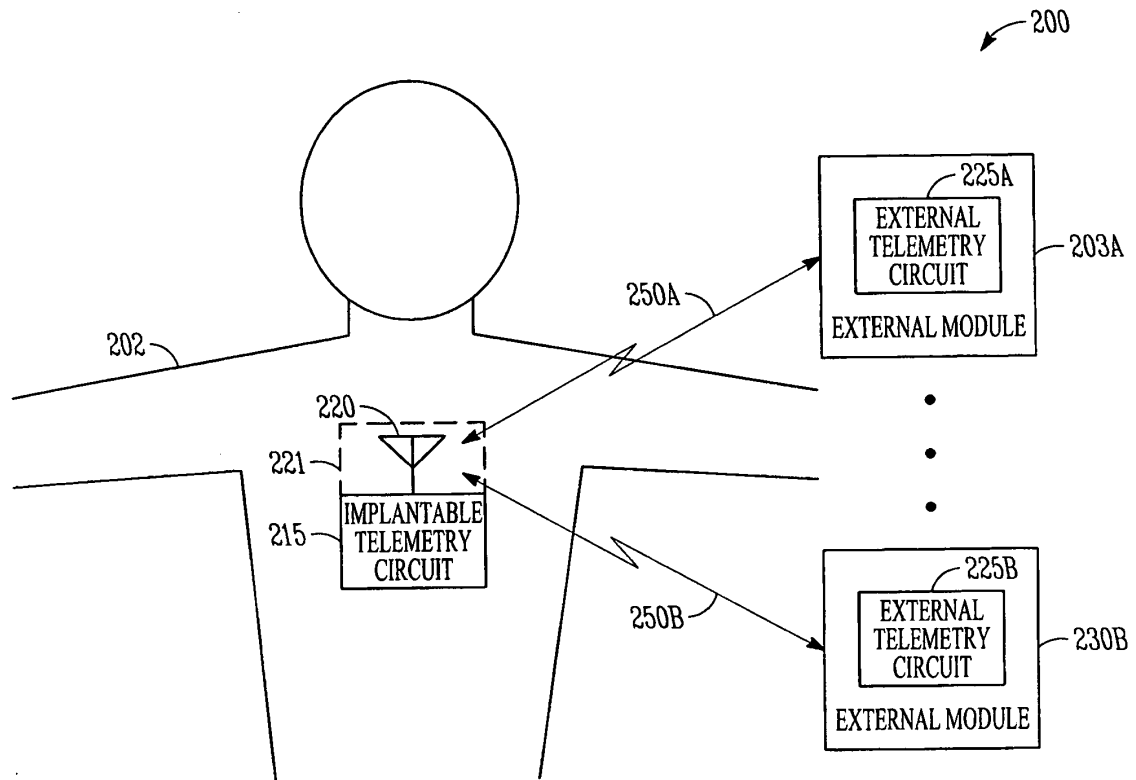 200
225A
EXTERNAL
TELEMETRY
CIRCUIT
203A
EXTERNAL MODULE
250A
202
220
221
IMPLANTABLE
TELEMETRY
CIRCUIT
215
250B
225B
EXTERNAL
TELEMETRY
CIRCUIT
230B
EXTERNAL MODULE